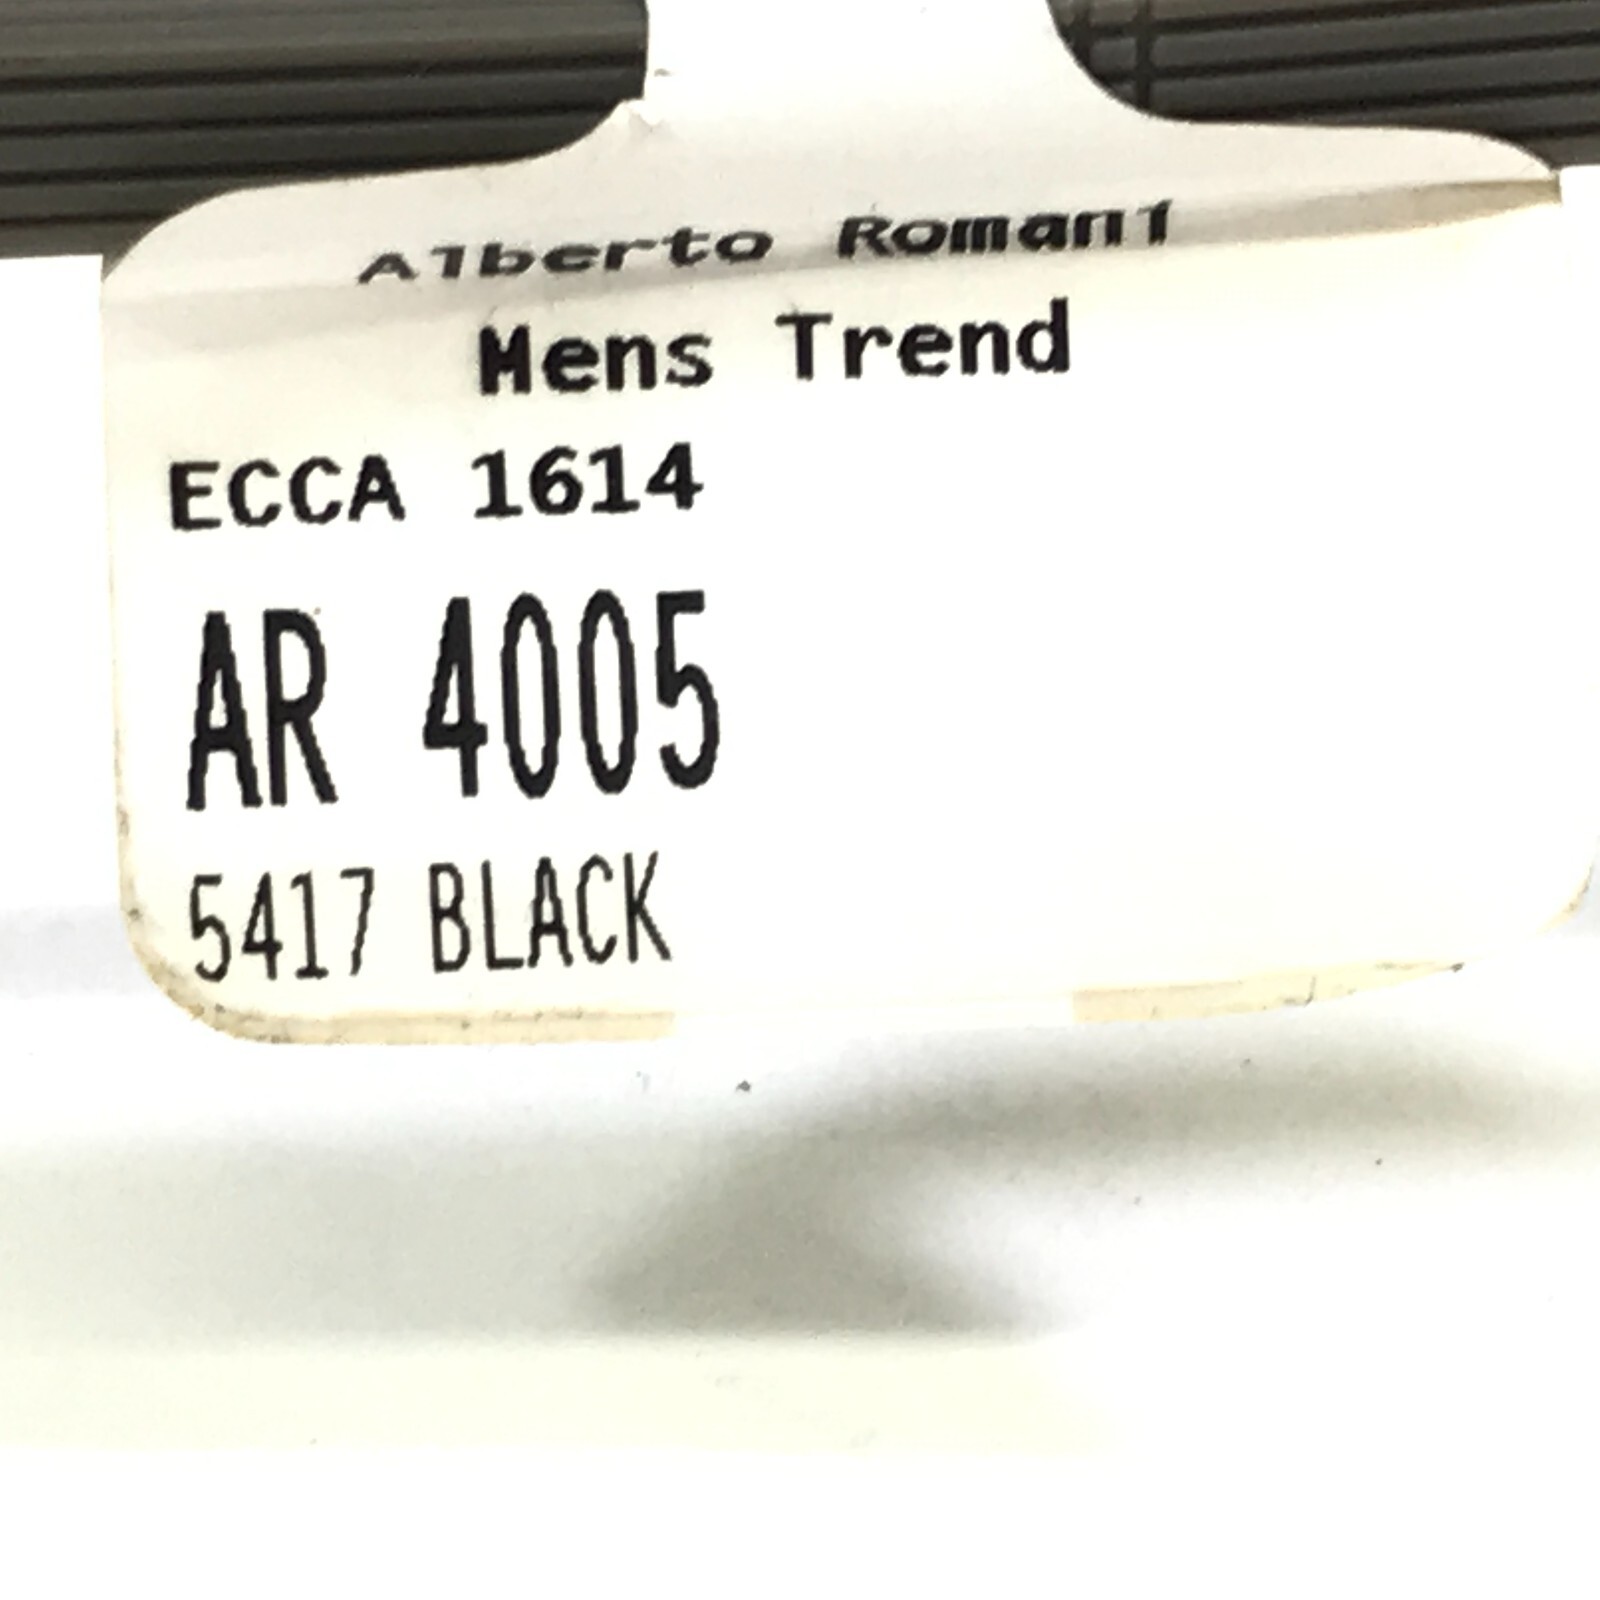 Alberto Romani
Mens Trend
ECCA 1614
AR 4005
5417 BLACK